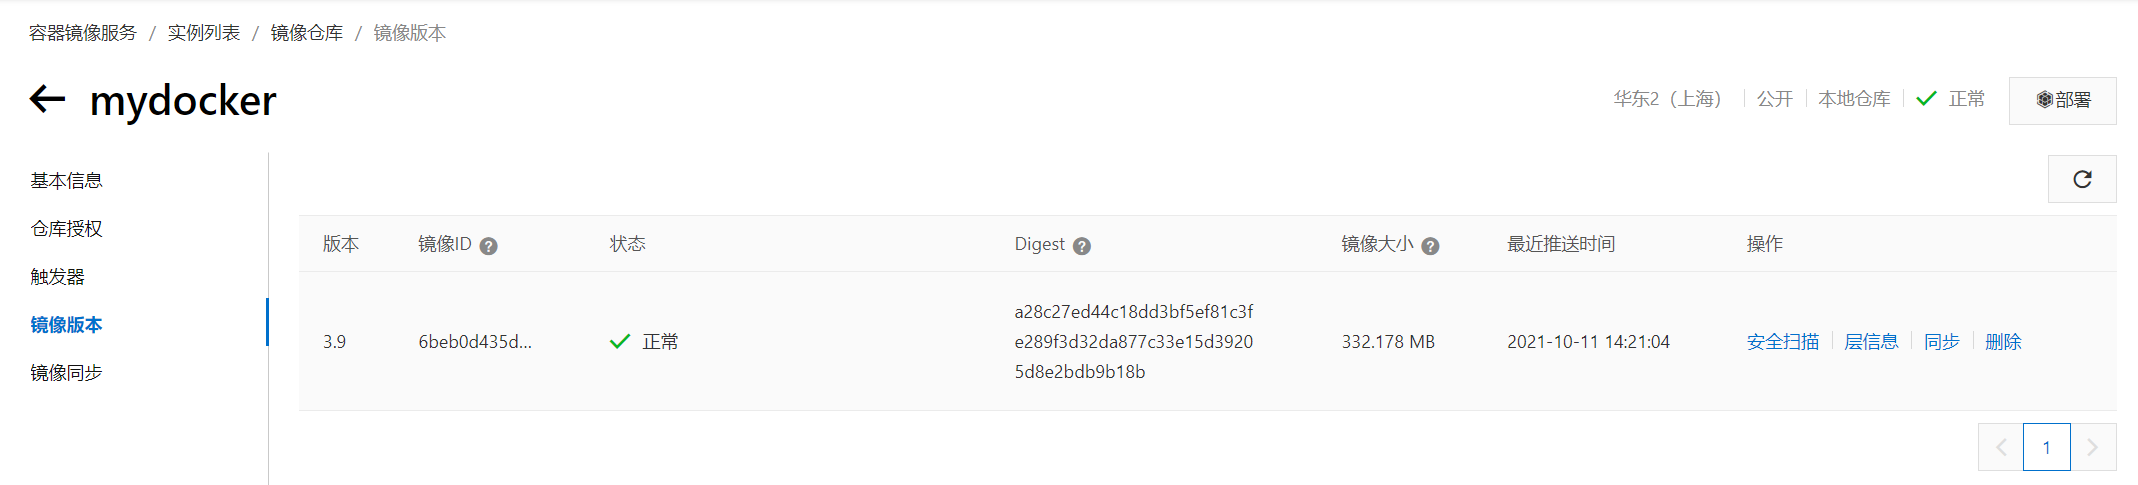 容器镜像服务 / 实例列表 / 镜像仓库 / 镜像版本
mydocker
华东2（上海） 公开 本地仓库 正常 部署
基本信息
仓库授权
触发器
镜像版本
镜像同步
版本 镜像ID 状态 Digest 镜像大小 最近推送时间 操作
3.9 6beb0d435d... 正常 a28c27ed44c18dd3bf5ef81c3f
e289f3d32da877c33e15d3920
5d8e2bdb9b18b
332.178 MB 2021-10-11 14:21:04 安全扫描 层信息 同步 删除
1